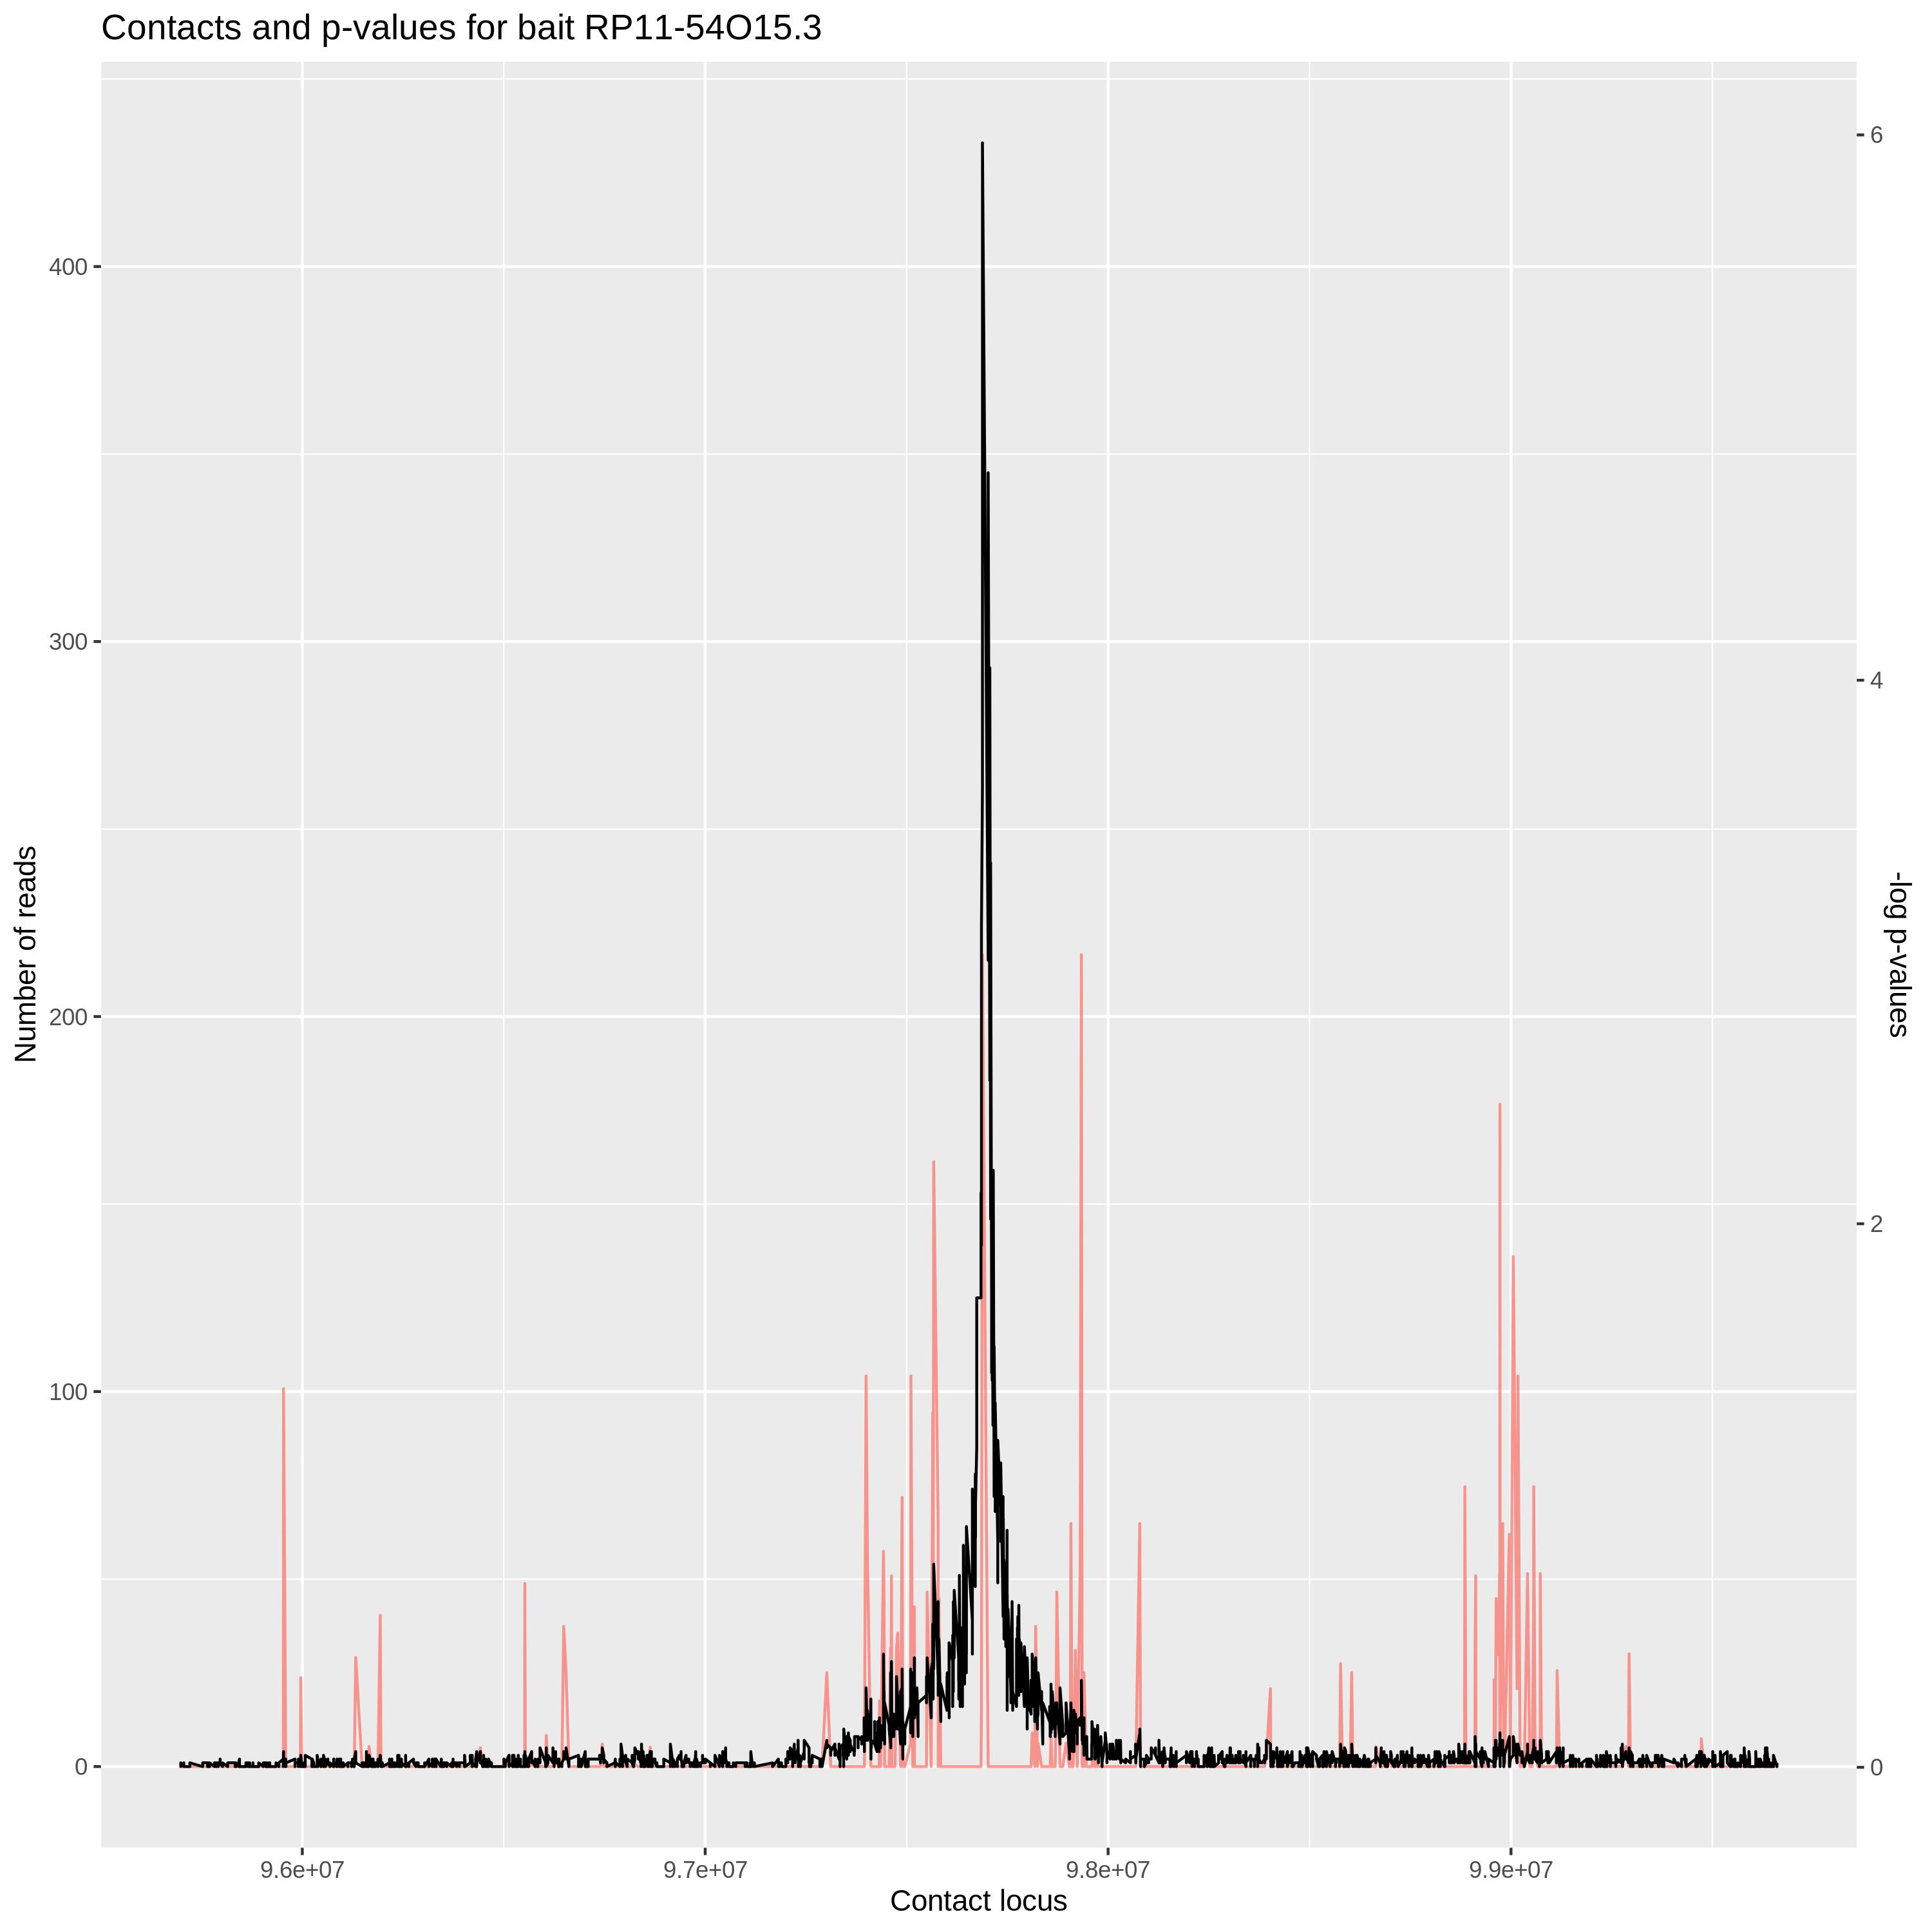 Contacts and p-values for bait RP11-54O15.3
Number of reads
400
300
200
100
0
6
4
2
0
-log p-values
9.6e+07 9.7e+07 9.8e+07 9.9e+07
Contact locus